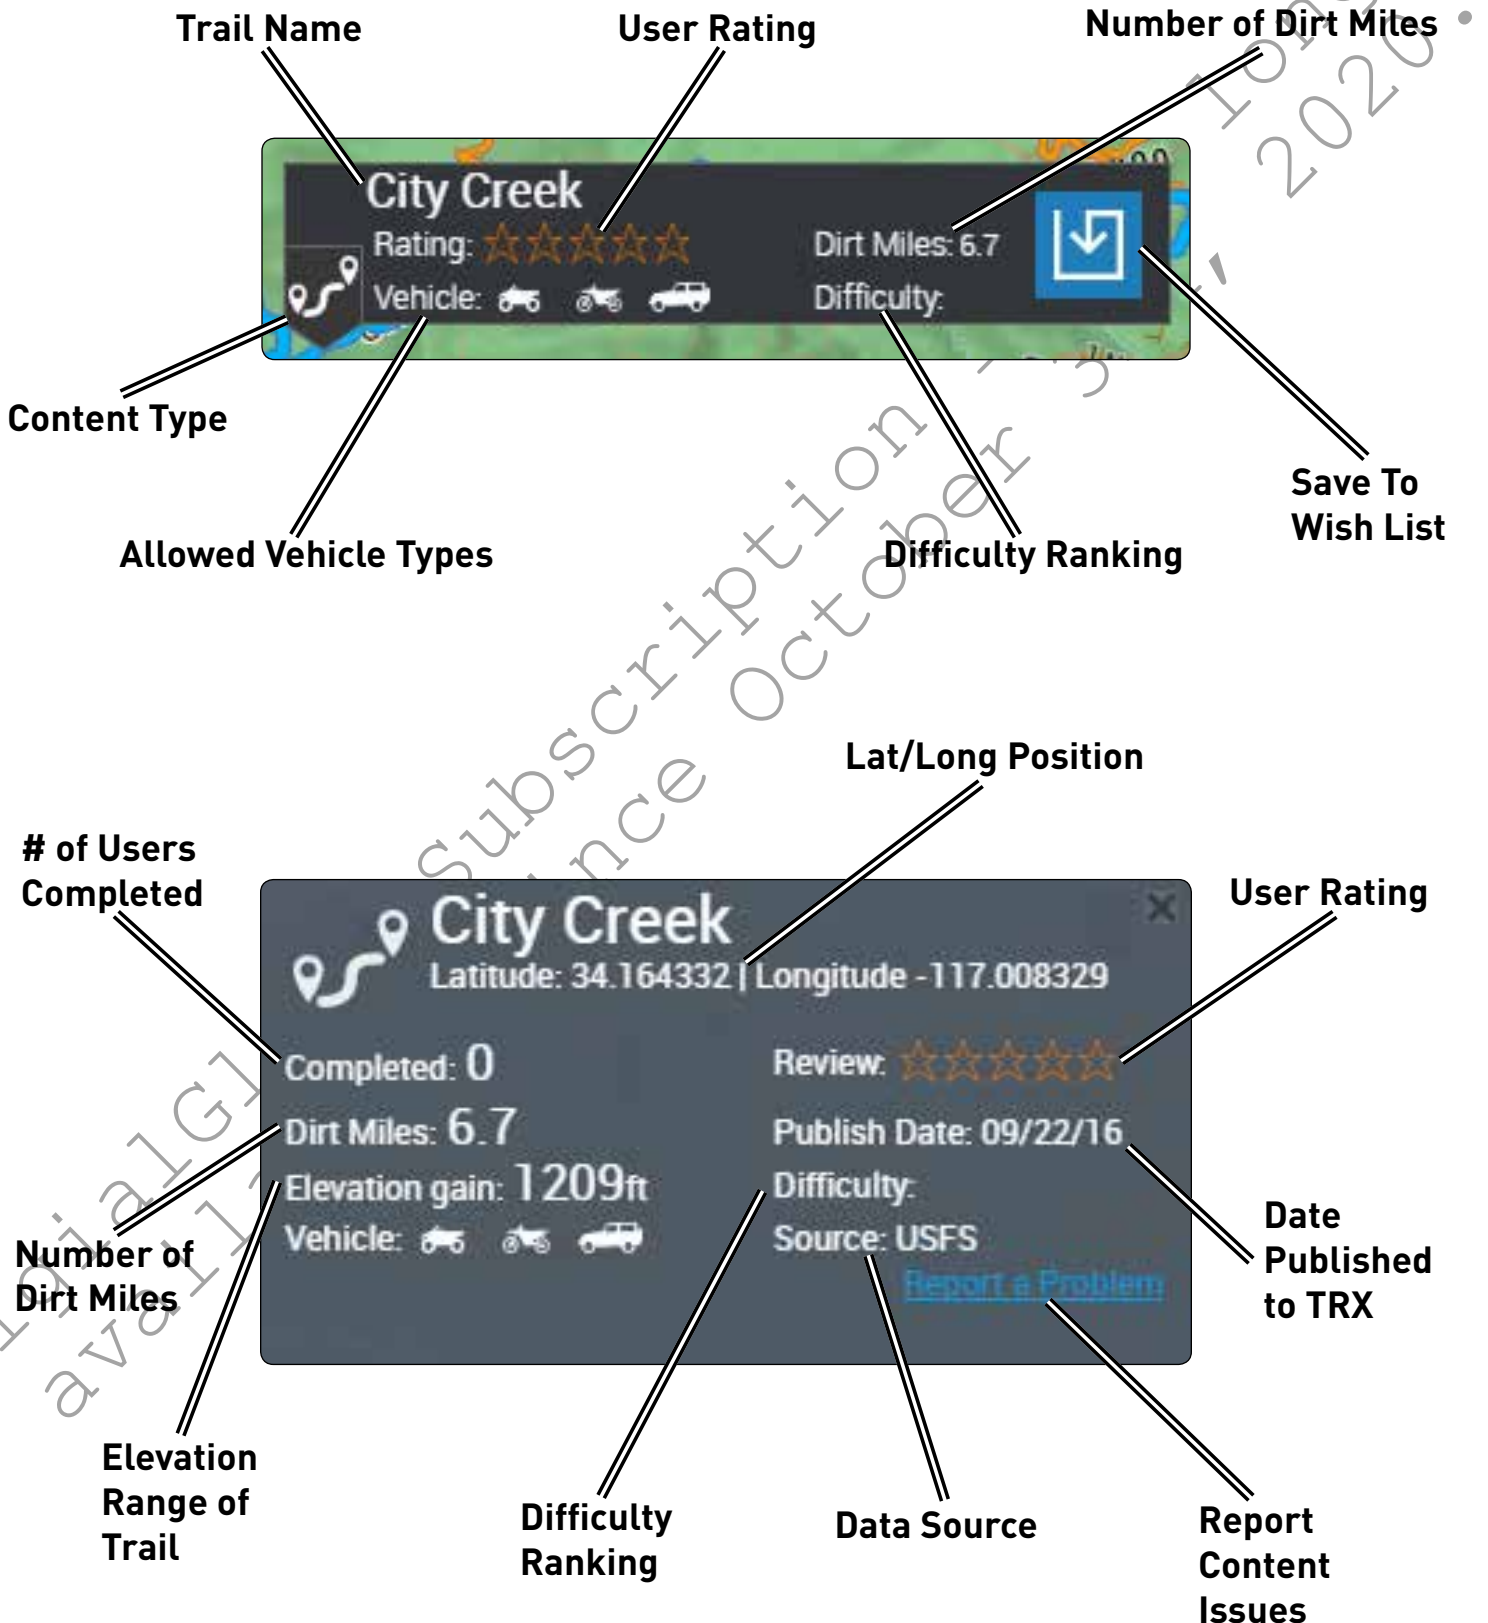 Trail Name
User Rating
Number of Dirt Miles
City Creek
Rating:
Dirt Miles: 6.7
Vehicle:
Difficulty:
Content Type
Allowed Vehicle Types
Difficulty Ranking
Save To
Wish List
Subscription
October
2020.
Lat/Long Position
# of Users
Completed
User Rating
City Creek
Latitude: 34.164332 | Longitude -117.008329
Completed: 0
Review:
Dirt Miles: 6.7
Publish Date: 09/22/16
Elevation gain: 1209ft
Difficulty:
Vehicle:
Source: USFS
Report a Problem
Number of
Dirt Miles
Date
Published
to TRX
Elevation
Range of
Trail
Difficulty
Ranking
Data Source
Report
Content
Issues